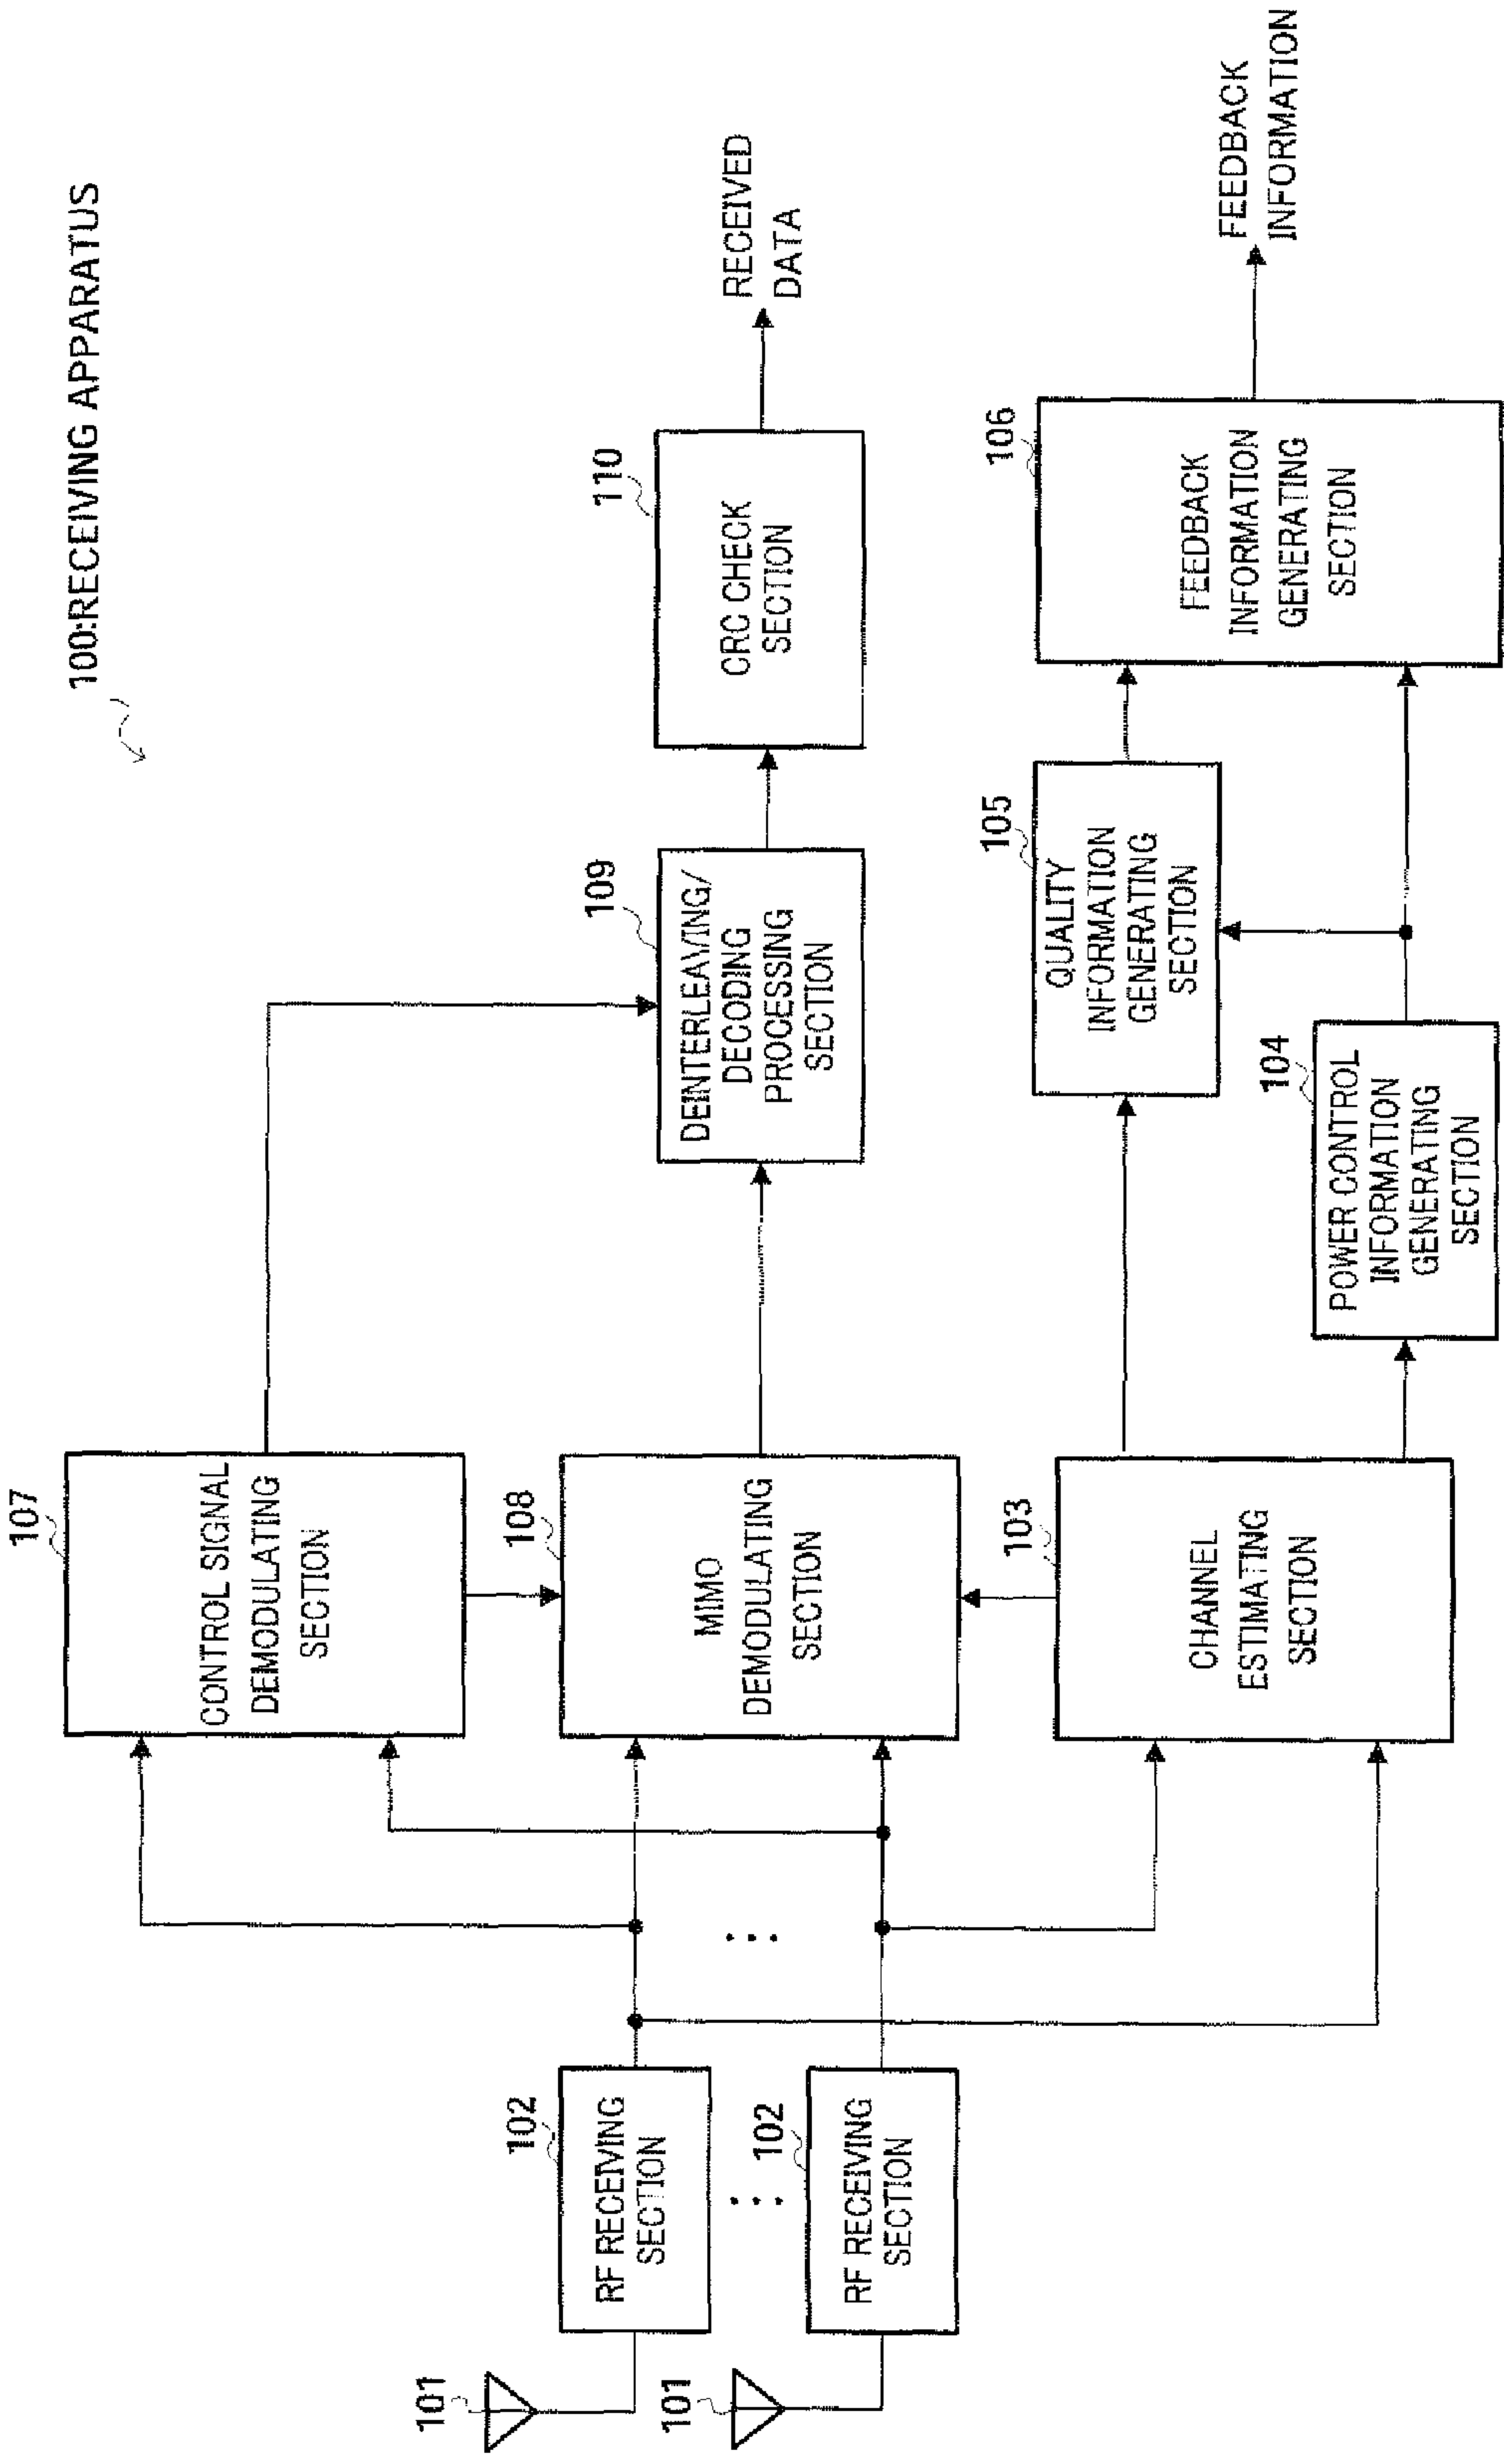 100:RECEIVING APPARATUS
101
101
102
RF RECEIVING
SECTION
102
RF RECEIVING
SECTION
107
CONTROL SIGNAL
DEMODULATING
SECTION
108
MIMO
DEMODULATING
SECTION
103
CHANNEL
ESTIMATING
SECTION
109
DEINTERLEAVING/
DECODING
PROCESSING
SECTION
110
CRC CHECK
SECTION
RECEIVED
DATA
104
POWER CONTROL
INFORMATION
GENERATING
SECTION
105
QUALITY
INFORMATION
GENERATING
SECTION
106
FEEDBACK
INFORMATION
GENERATING
SECTION
FEEDBACK
INFORMATION